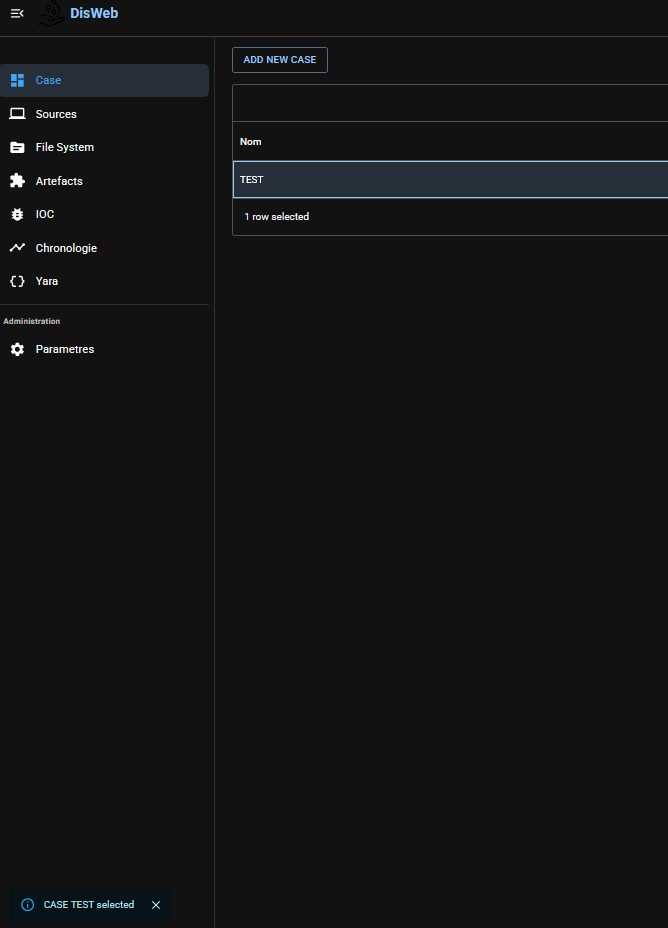 DisWeb
Case
Sources
File System
Artefacts
IOC
Chronologie
Yara
Administration
Parametres
ADD NEW CASE
Nom
TEST
1 row selected
CASE TEST selected